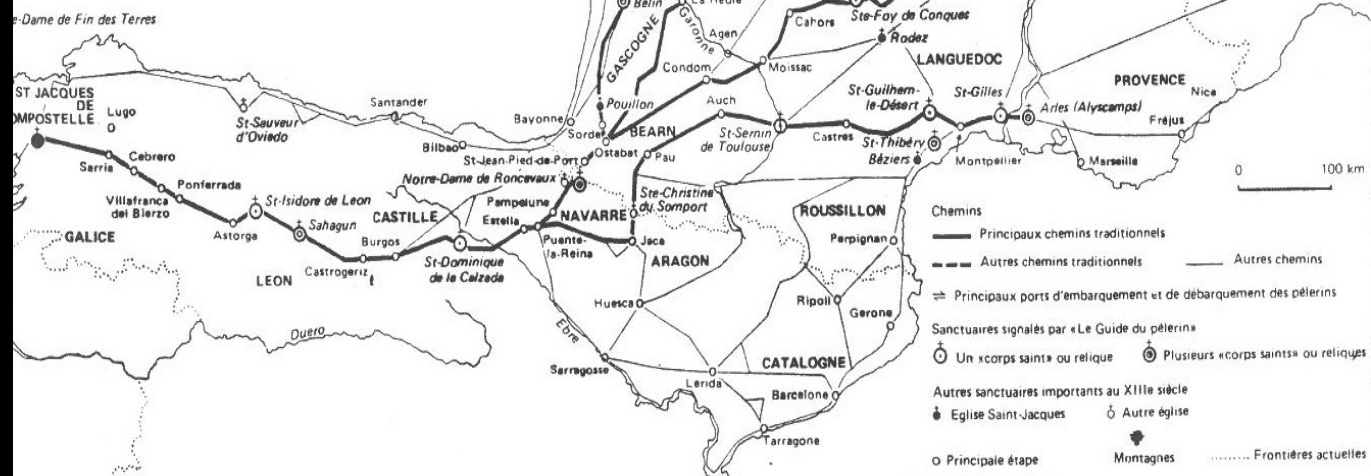 e-Dame de Fin des Terres
Belin
La Réole
Garonne
GASCOGNE
Agen
Cahors
Ste-Foy de Conques
Rodez
LANGUEDOC
Condom
Moissac
PROVENCE
Nice
ST JACQUES
DE
OMPOSTELLE
Lugo
St-Sauveur
d'Oviedo
Santander
Bilbao
Bayonne
Pouillon
Sorde
BEARN
Ostabat
Auch
St-Sernin
de Toulouse
Castres
St-Guilhem-
le-Désert
St-Gilles
Arles (Alyscamps)
Fréjus
St-Thibéry
Béziers
Montpellier
Marseille
0 100 km
Sarria
Cebrero
Villafranca
del Bierzo
Ponferrada
St-Isidore de Leon
Sahagun
Astorga
GALICE
LEON
CASTILLE
Castrogeriz
Burgos
St-Dominique
de la Calzada
St-Jean-Pied-de-Port
Notre-Dame de Roncevaux
Pampelune
Estella
NAVARRE
Puente-
la-Reina
Pau
Ste-Christine
du Somport
Jaca
ARAGON
Huesca
Duero
Ebre
Sarragosse
Lerida
ROUSSILLON
Perpignan
Ripoll
Gerone
CATALOGNE
Barcelone
Tarragone
Chemins
Principaux chemins traditionnels
Autres chemins traditionnels
Autres chemins
Principaux ports d'embarquement et de débarquement des pélerins
Sanctuaires signalés par «Le Guide du pélerin»
Un «corps saint» ou relique
Plusieurs «corps saints» ou reliques
Autres sanctuaires importants au XIIIe siècle
Eglise Saint-Jacques
Autre église
Principale étape
Montagnes
Frontières actuelles